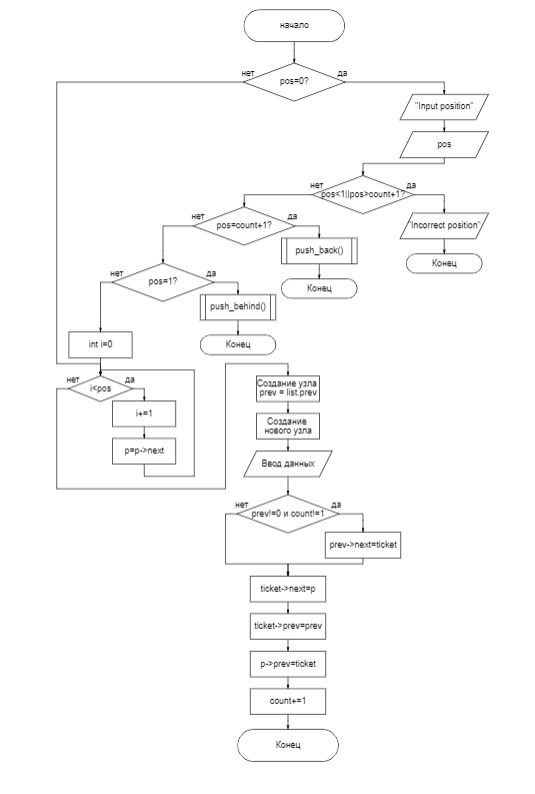 начало
нет
pos=0?
да
"Input position"
pos
нет
pos<1||pos>count+1?
да
"Incorrect position"
Конец
нет
pos=count+1?
да
push_back()
Конец
нет
pos=1?
да
push_behind()
Конец
int i=0
нет
i<pos
да
i+=1
p=p->next
Создание узла
prev = list.prev
Создание
нового узла
Ввод данных
нет
prev!=0 и count!=1
да
prev->next=ticket
ticket->next=p
ticket->prev=prev
p->prev=ticket
count+=1
Конец